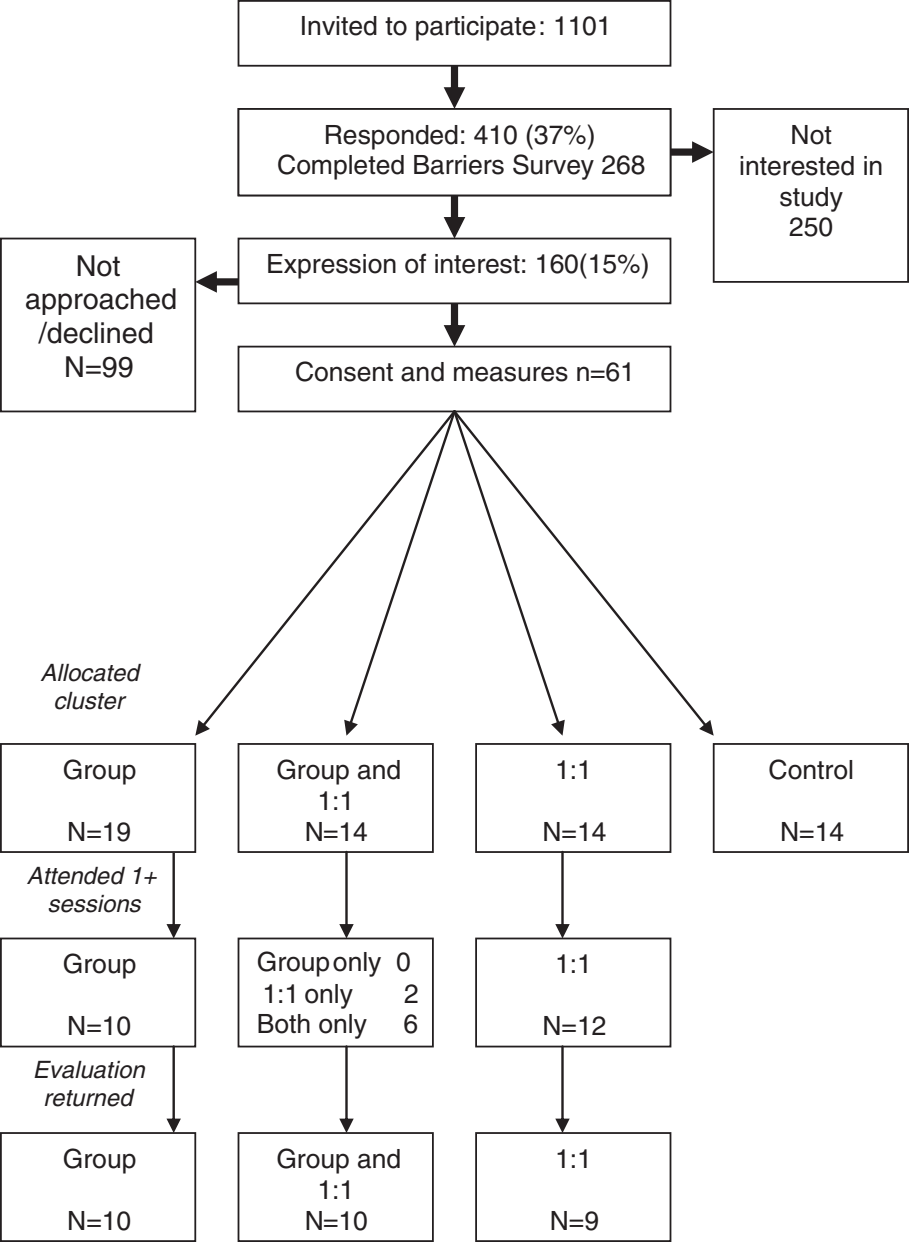 Invited to participate: 1101
Responded: 410 (37%)
Completed Barriers Survey 268
Not
interested in
study
250
Expression of interest: 160(15%)
Not
approached
/declined
N=99
Consent and measures n=61
Allocated
cluster
Group
N=19
Group and
1:1
N=14
1:1
N=14
Control
N=14
Attended 1+
sessions
Group
N=10
Group only 0
1:1 only 2
Both only 6
1:1
N=12
Evaluation
returned
Group
N=10
Group and
1:1
N=10
1:1
N=9